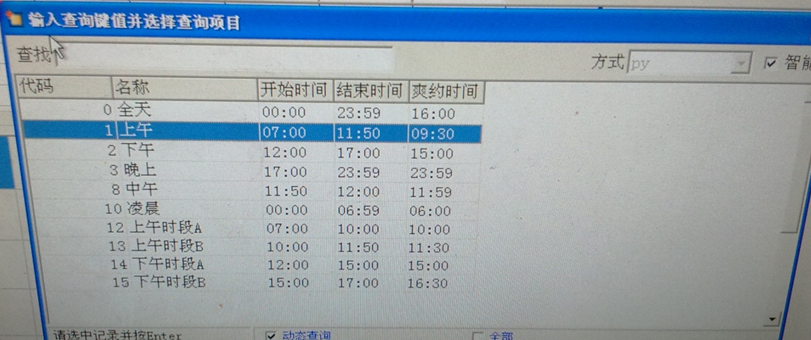 输入查询键值并选择查询项目
查找 方式 py 智能
代码 名称 开始时间 结束时间 爽约时间
0 全天 00:00 23:59 16:00
1 上午 07:00 11:50 09:30
2 下午 12:00 17:00 15:00
3 晚上 17:00 23:59 23:59
8 中午 11:50 12:00 11:59
10 凌晨 00:00 06:59 06:00
12 上午时段A 07:00 10:00 10:00
13 上午时段B 10:00 11:50 11:30
14 下午时段A 12:00 15:00 15:00
15 下午时段B 15:00 17:00 16:30
请选中记录并按Enter 动态查询 全部